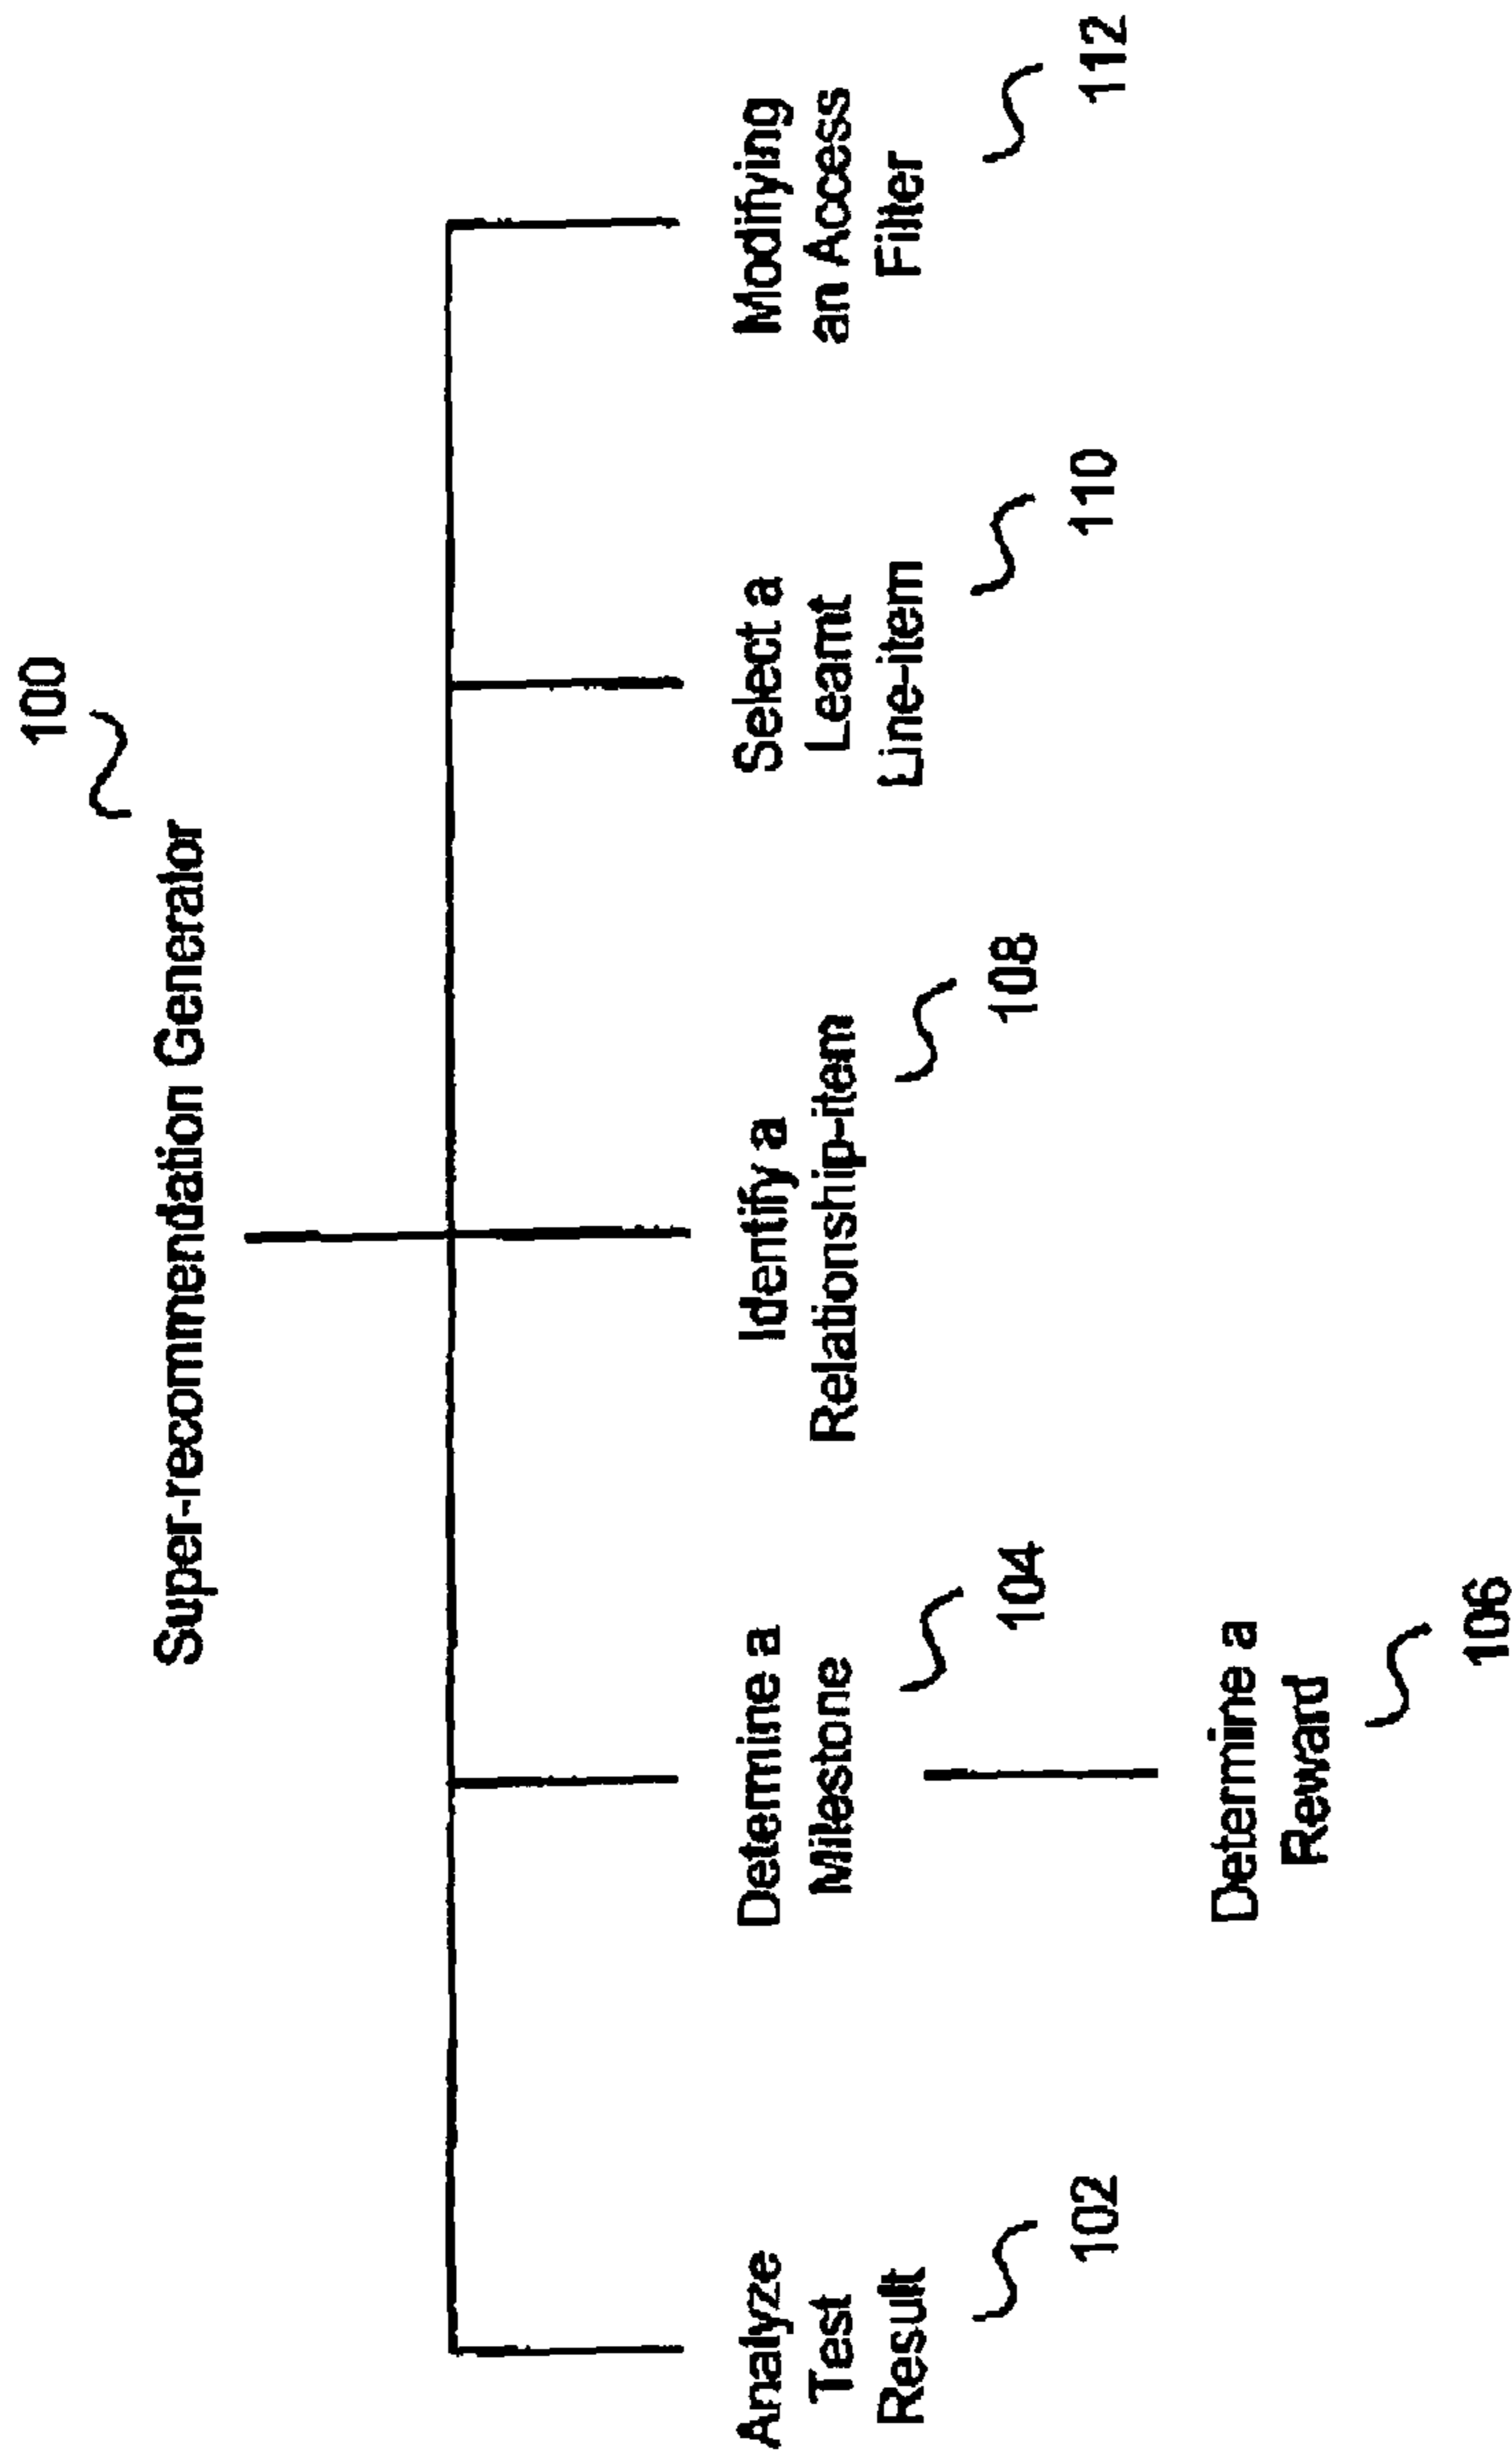 100
Super-recommendation Generator
Analyze
Test
Result
102
Determine a
Milestone
104
Determine a
Reward
106
Identify a
Relationship-item
108
Select a
Learnt
Line-item
110
Modifying
an Access
Filter
112